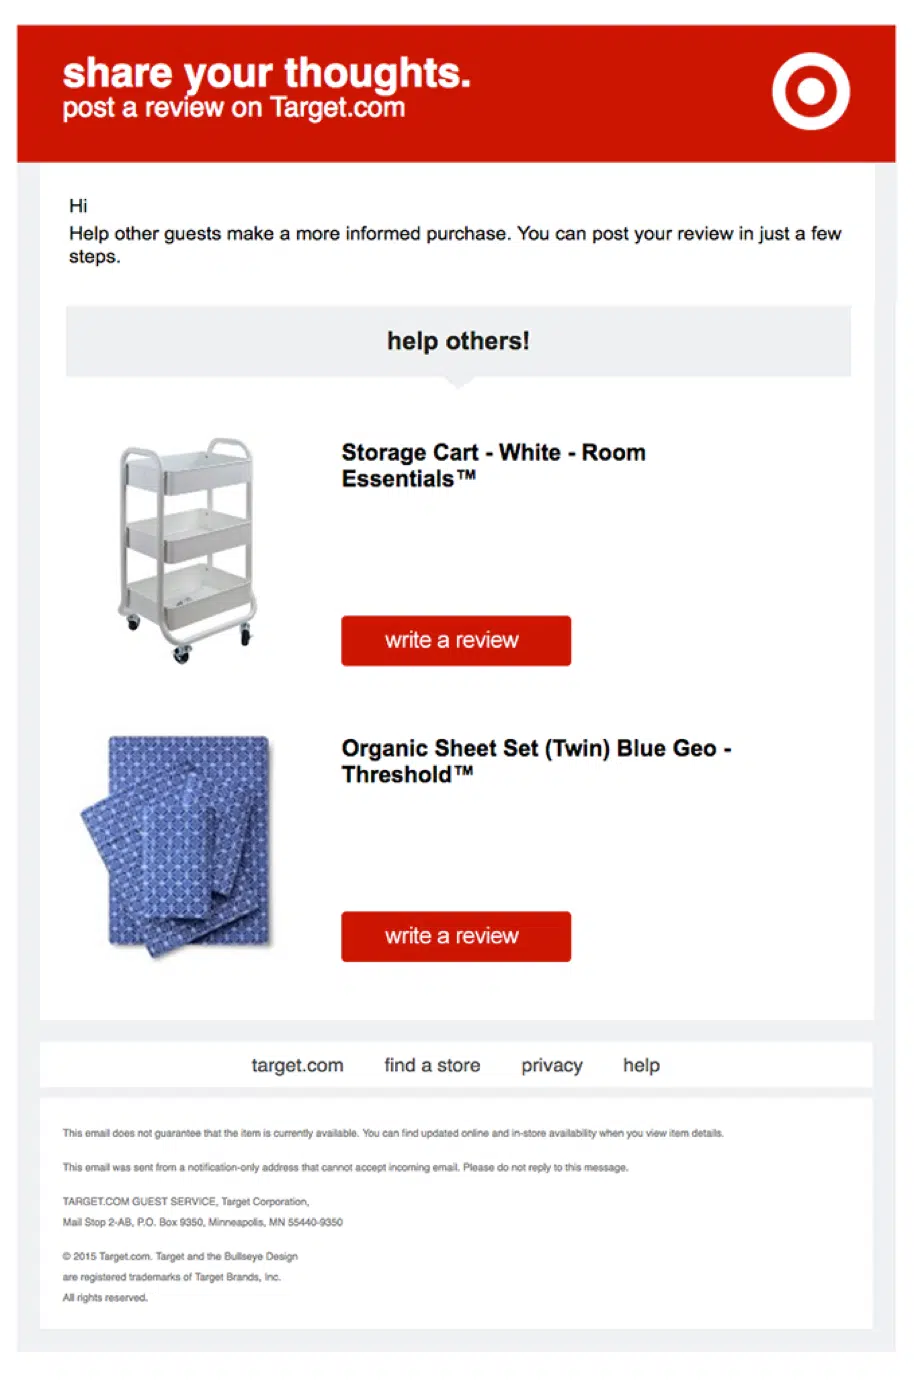 share your thoughts.
post a review on Target.com
Hi
Help other guests make a more informed purchase. You can post your review in just a few
steps.
help others!
Storage Cart - White - Room
Essentials™
write a review
Organic Sheet Set (Twin) Blue Geo -
Threshold™
write a review
target.com find a store privacy help
This email does not guarantee that the item is currently available. You can find updated online and in-store availability when you view item details.
This email was sent from a notification-only address that cannot accept incoming email. Please do not reply to this message.
TARGET.COM GUEST SERVICE, Target Corporation,
Mail Stop 2-AB, P.O. Box 9350, Minneapolis, MN 55440-9350
© 2015 Target.com. Target and the Bullseye Design
are registered trademarks of Target Brands, Inc.
All rights reserved.